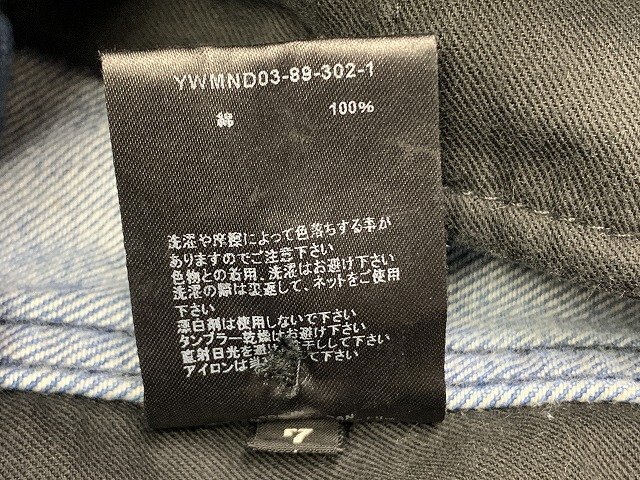 YWMND03-89-302-1
綿 100%
洗濯や摩擦によって色落ちする事が
ありますのでご注意下さい
色物との着用、洗濯はお避け下さい
洗濯の際は裏返して、ネットをご使用
下さい
漂白剤は使用しないで下さい
タンブラー乾燥はお避け下さい
直射日光を避 干しして下さい
アイロンは て下さい
7